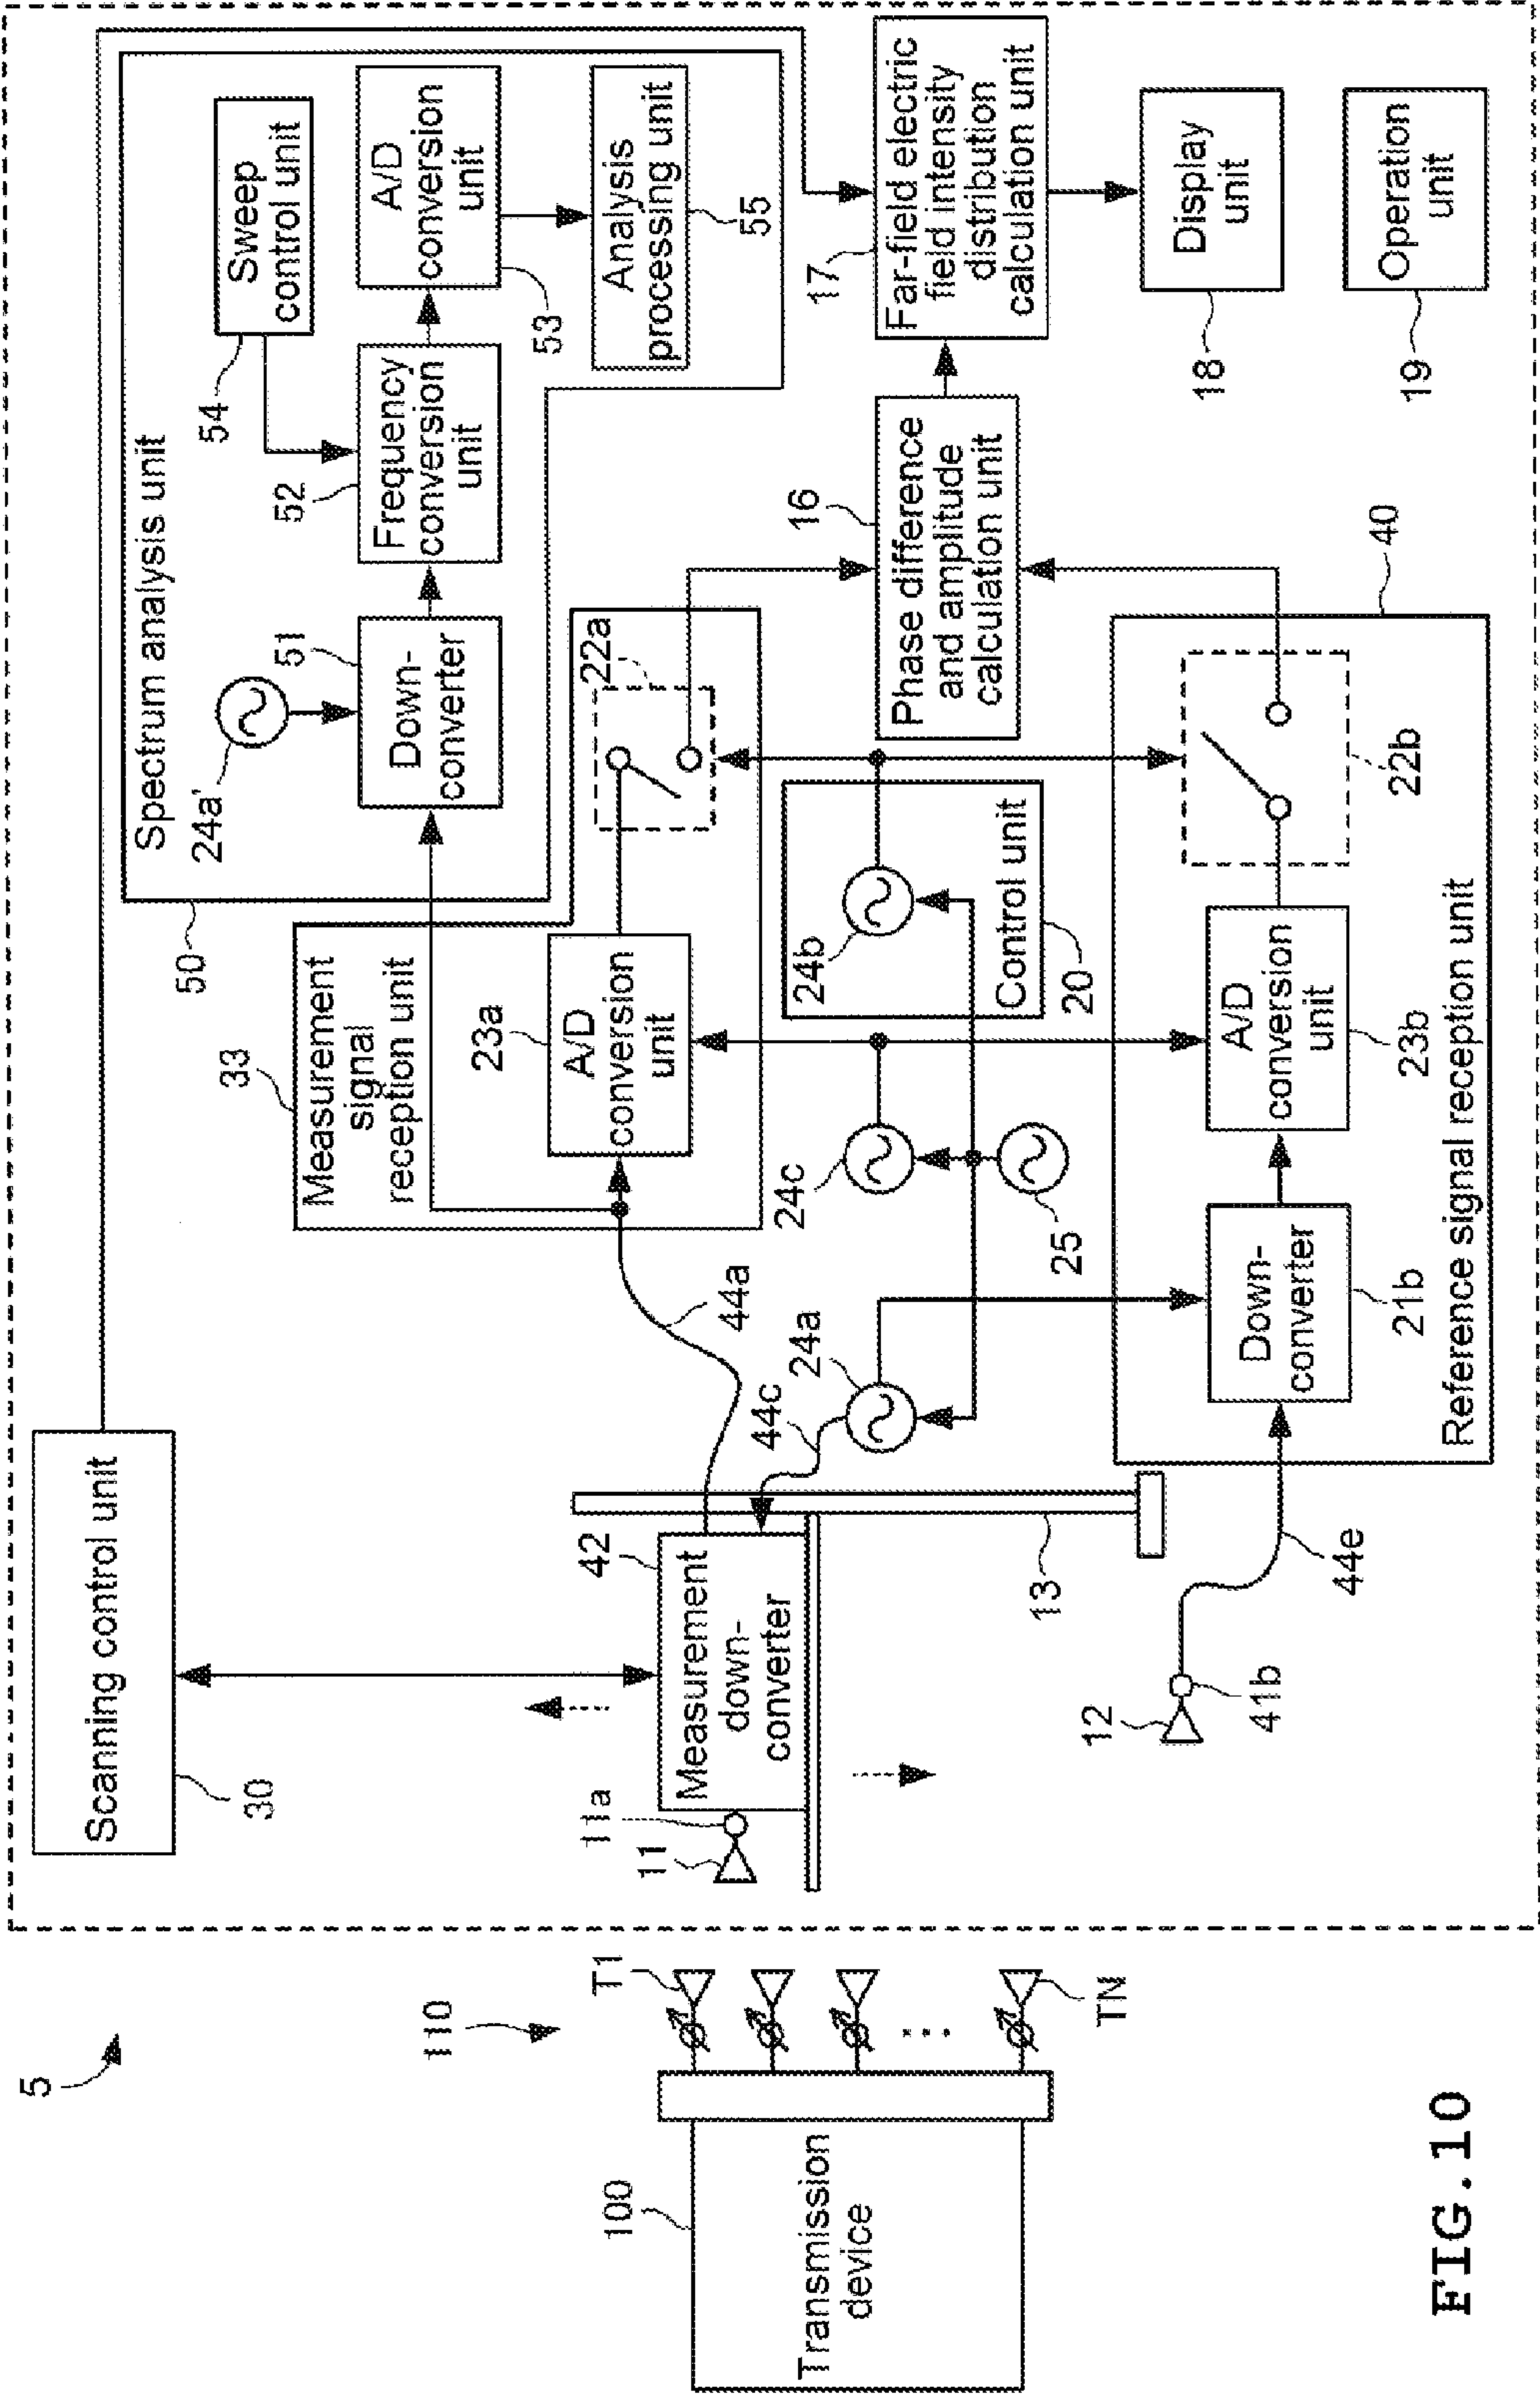 5
Scanning control unit
30
Spectrum analysis unit
50
24a'
51
Down-
converter
52
Frequency
conversion
unit
54
Sweep
control unit
A/D
conversion
unit
53
Analysis
processing unit
55
33
Measurement
signal
reception unit
23a
A/D
conversion
unit
22a
110
T1
TN
100
Transmission
device
11
11a
42
Measurement
down-
converter
44a
44c
24a
24c
25
24b
Control unit
20
16
Phase difference
and amplitude
calculation unit
17
Far-field electric
field intensity
distribution
calculation unit
13
12
41b
44e
40
Down-
converter
21b
A/D
conversion
unit
23b
22b
Reference signal reception unit
Display
unit
18
Operation
unit
19
FIG.10